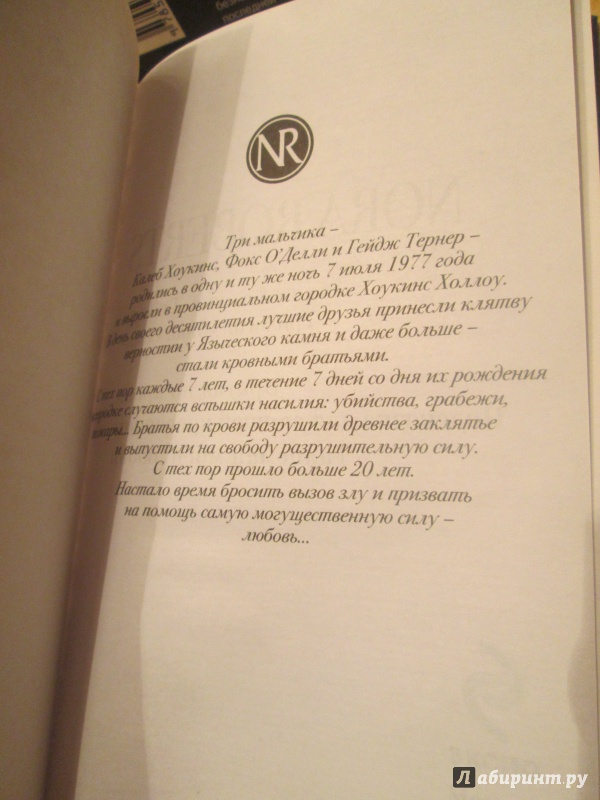 безн
последней
NR
Три мальчика –
Калеб Хоукинс, Фокс О'Делли и Гейдж Тернер –
родились в одну и ту же ночь 7 июля 1977 года
и выросли в провинциальном городке Хоукинс Холлоу.
В день своего десятилетия лучшие друзья принесли клятву
верностии у Языческого камня и даже больше –
стали кровными братьями.
С тех пор каждые 7 лет, в течение 7 дней со дня их рождения
в городке случаются вспышки насилия: убийства, грабежи,
пожары... Братья по крови разрушили древнее заклятье
и выпустили на свободу разрушительную силу.
С тех пор прошло больше 20 лет.
Настало время бросить вызов злу и призвать
на помощь самую могущественную силу –
любовь...
Лабиринт.ру